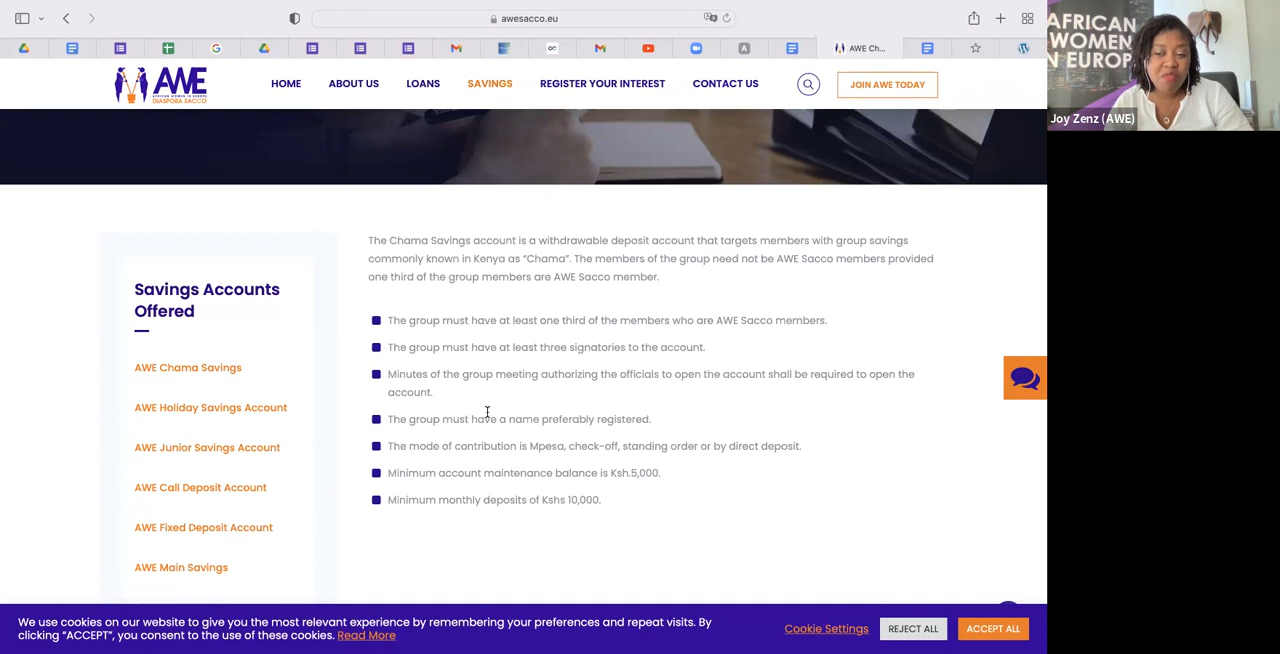 awesacco.eu
AWE Ch...
AWE
DIASPORA SACCO
HOME
ABOUT US
LOANS
SAVINGS
REGISTER YOUR INTEREST
CONTACT US
JOIN AWE TODAY
AFRICAN
WOMEN
N EUROP
Joy Zenz (AWE)
Savings Accounts
Offered
AWE Chama Savings
AWE Holiday Savings Account
AWE Junior Savings Account
AWE Call Deposit Account
AWE Fixed Deposit Account
AWE Main Savings
The Chama Savings account is a withdrawable deposit account that targets members with group savings
commonly known in Kenya as “Chama”. The members of the group need not be AWE Sacco members provided
one third of the group members are AWE Sacco member.
The group must have at least one third of the members who are AWE Sacco members.
The group must have at least three signatories to the account.
Minutes of the group meeting authorizing the officials to open the account shall be required to open the
account.
The group must have a name preferably registered.
The mode of contribution is Mpesa, check-off, standing order or by direct deposit.
Minimum account maintenance balance is Ksh.5,000.
Minimum monthly deposits of Kshs 10,000.
We use cookies on our website to give you the most relevant experience by remembering your preferences and repeat visits. By
clicking “ACCEPT”, you consent to the use of these cookies. Read More
Cookie Settings
REJECT ALL
ACCEPT ALL